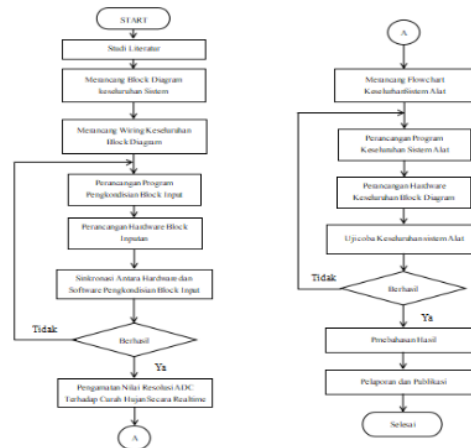 START
Studi Literatur
Merancang Block Diagram
keseluruhan Sistem
Merancang Wiring Keseluruhan
Block Diagram
Perancangan Program
Pengkondisian Block Input
Perancangan Hardware Block
Inputan
Sinkronasi Antara Hardware dan
Software Pengkondisian Block Input
Tidak
Berhasil
Ya
Pengamatan Nilai Resolusi ADC
Terhadap Curah Hujan Secara Realtime
A
A
Merancang Flowchart
Keseluruhan Sistem Alat
Perancangan Program
Keseluruhan Sistem Alat
Perancangan Hardware
Keseluruhan Block Diagram
Ujicoba Keseluruhan sistem Alat
Tidak
Berhasil
Ya
Pmebahasan Hasil
Pelaporan dan Publikasi
Selesai